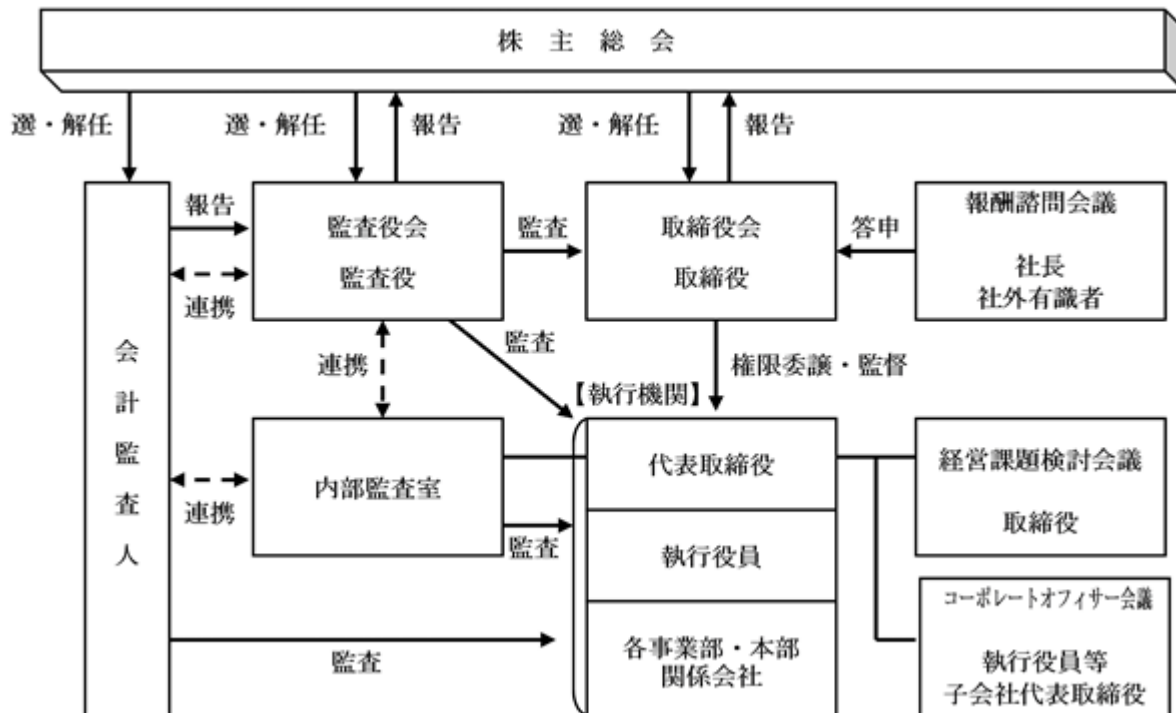 株主総会
選・解任
選・解任
報告
選・解任
報告
報告
監査役会
監査役
監査
取締役会
取締役
答申
報酬諮問会議
社長
社外有識者
連携
会計監査人
連携
監査
権限委譲・監督
【執行機関】
内部監査室
連携
監査
代表取締役
執行役員
各事業部・本部
関係会社
経営課題検討会議
取締役
コーポレートオフィサー会議
執行役員等
子会社代表取締役
監査